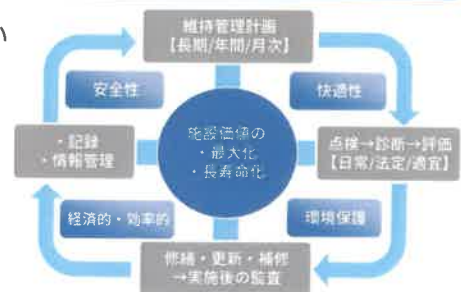 い
維持管理計画
【長期/年間/月次】
安全性
快適性
施設価値の
・最大化
・長寿命化
・記録
・情報管理
点検→診断→評価
【日常/法定/適宜】
経済的・効率的
環境保護
修繕・更新・補修
→実施後の監査